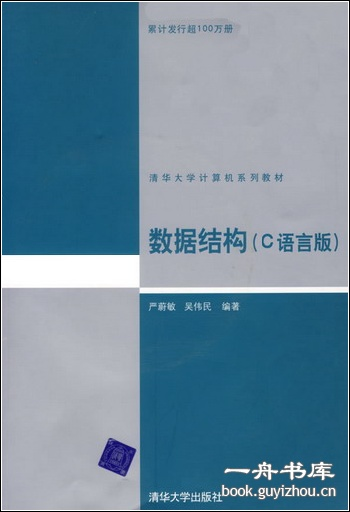 累计发行超100万册
清华大学计算机系列教材
数据结构(C语言版)
严蔚敏 吴伟民 编著
清华大学出版社
一舟书库
book.guyizhou.cn